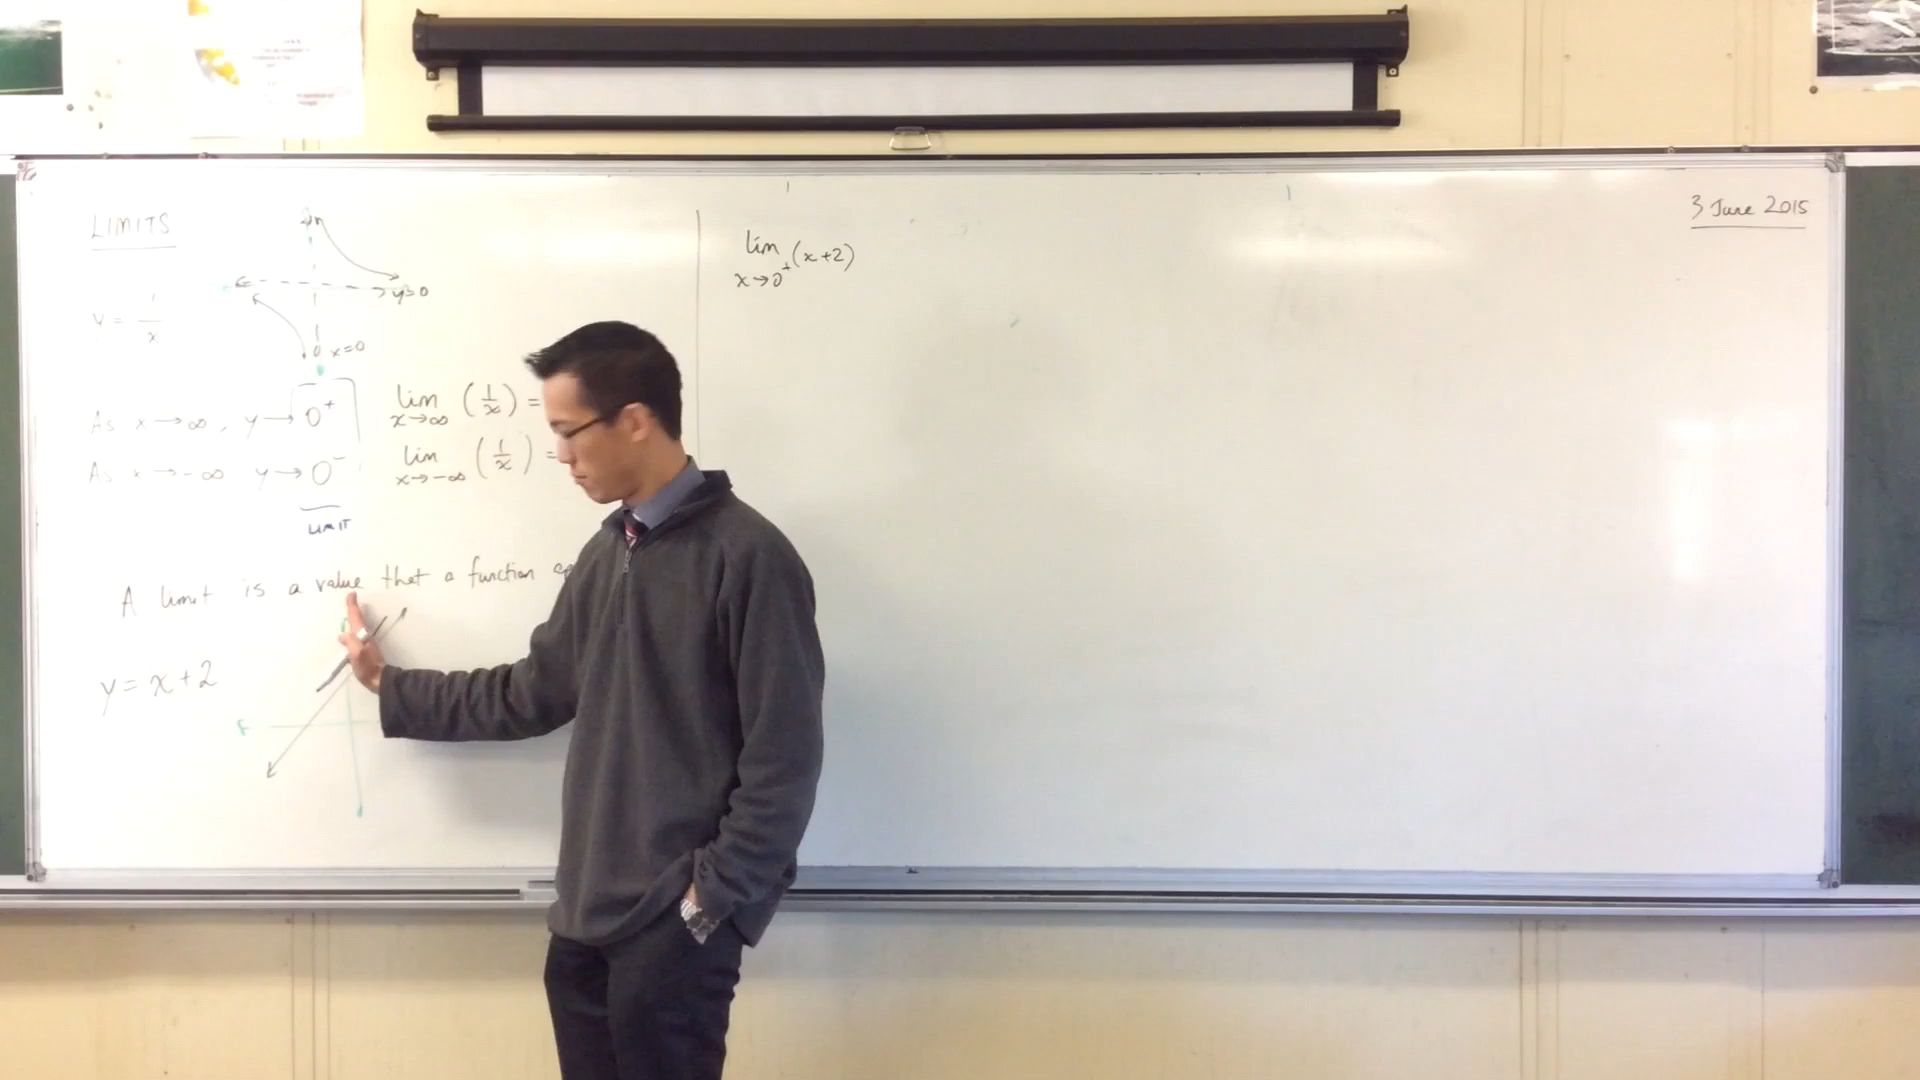 LIMITS
y = 1/x
y=0
x=0
As x → ∞, y → 0⁺
As x → -∞ y → 0⁻
LIMIT
lim x→∞ (1/x) =
lim x→-∞ (1/x) =
A limit is a value that a function
y = x + 2
lim x→0⁺ (x+2)
3 June 2015